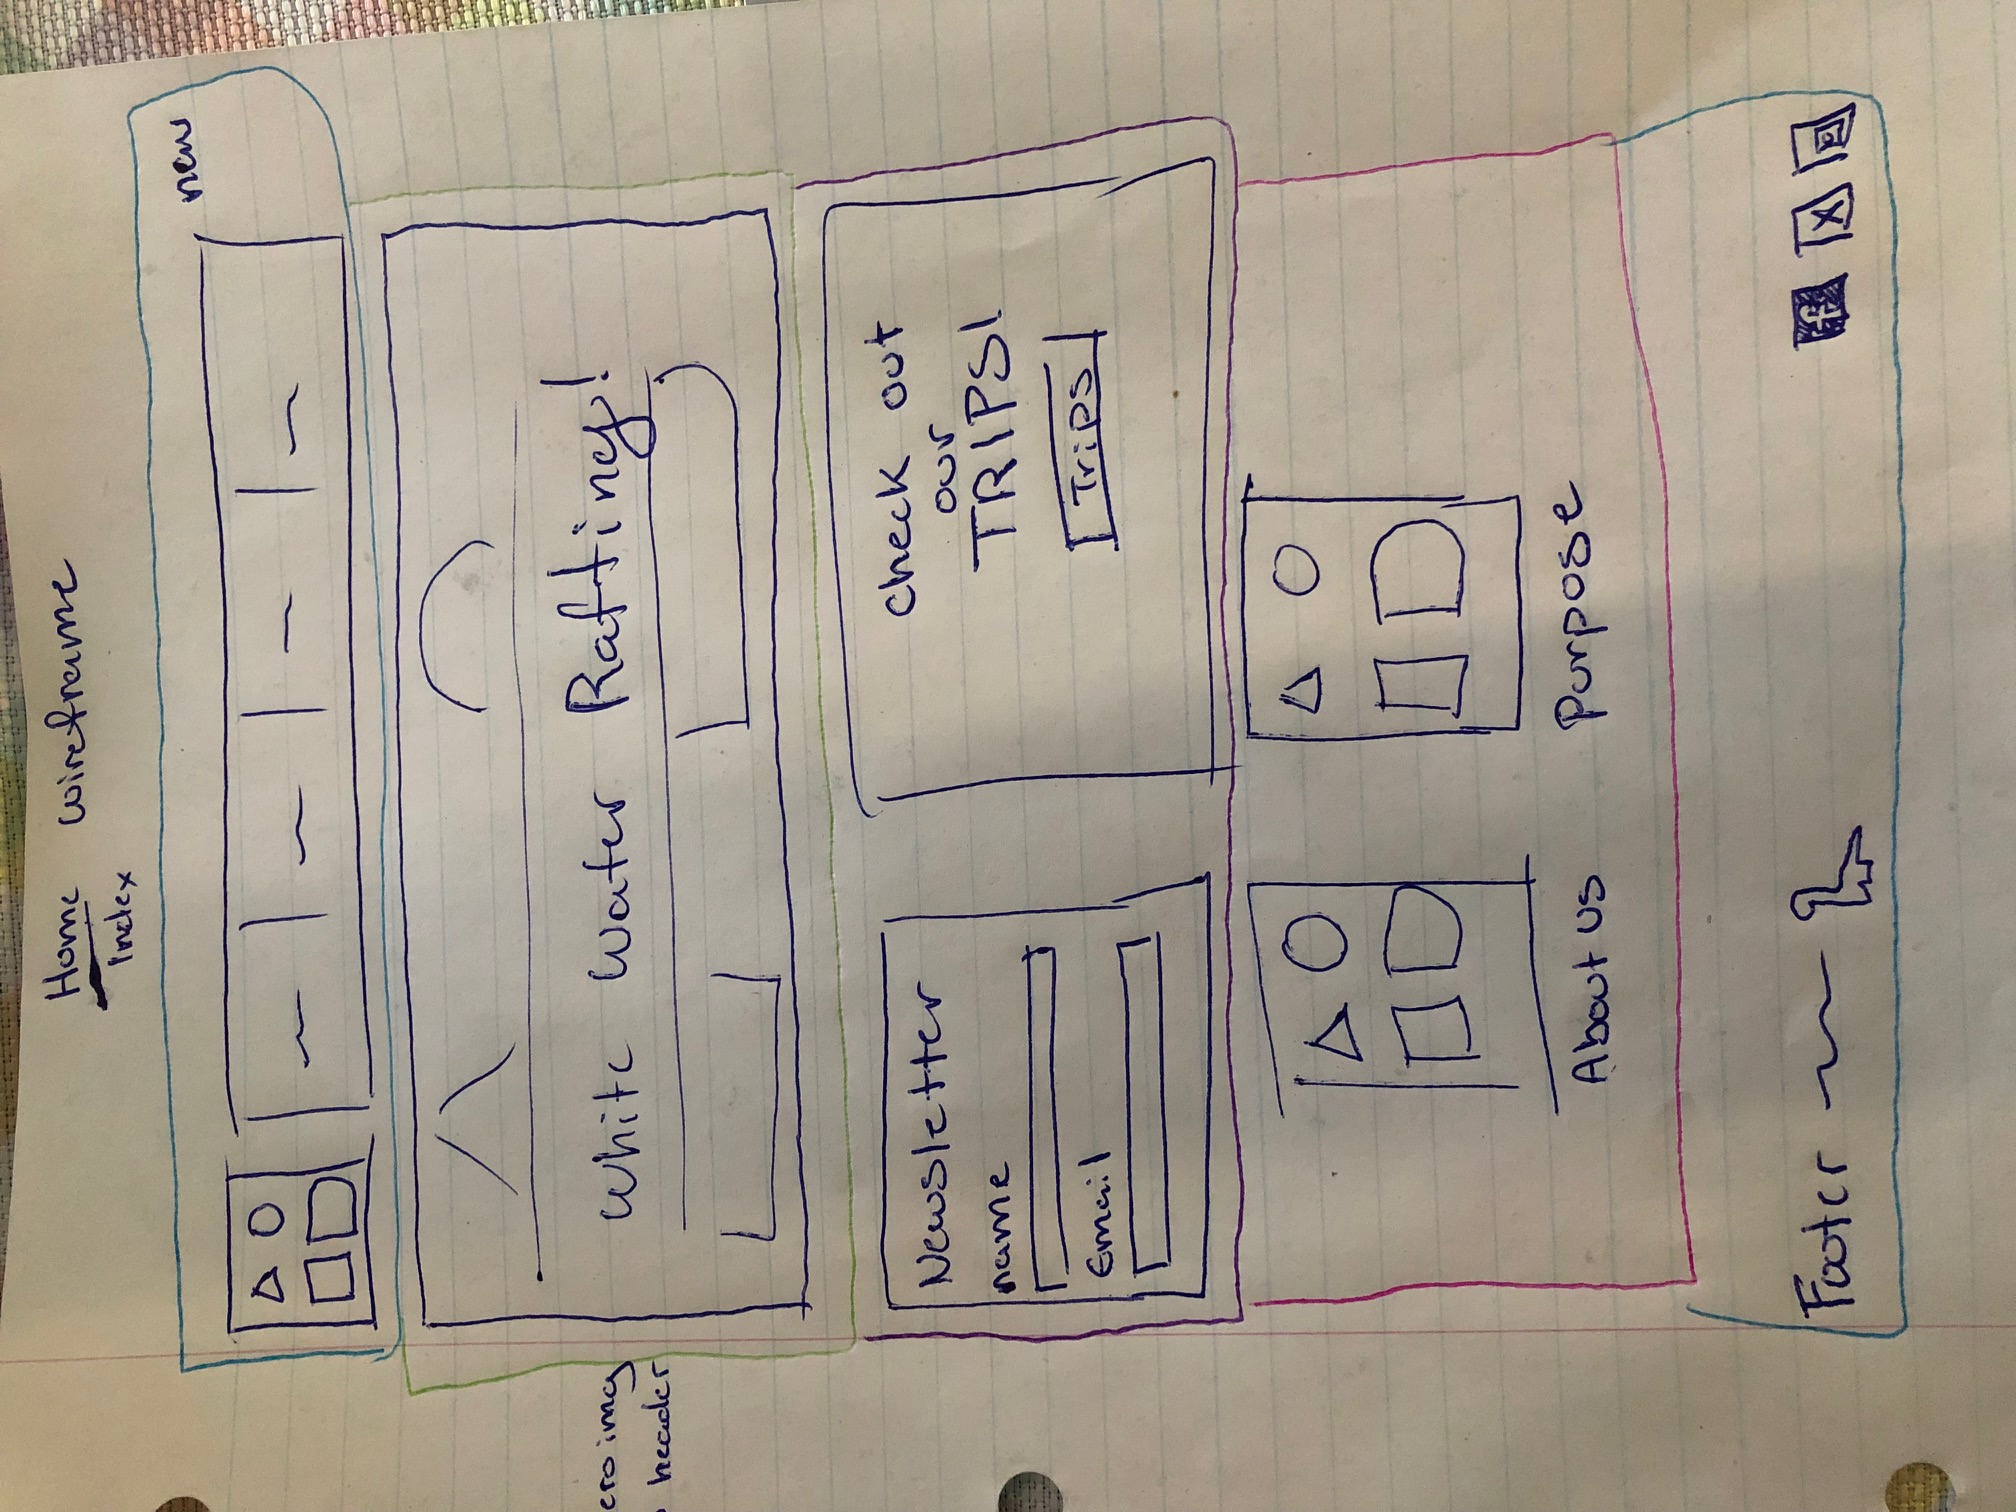 Home wireframe
Index
new
White Water Rafting!
ero img
header
Newsletter
name
Email
check out
our
TRIPS!
Trips
About us
Purpose
Footer
f X